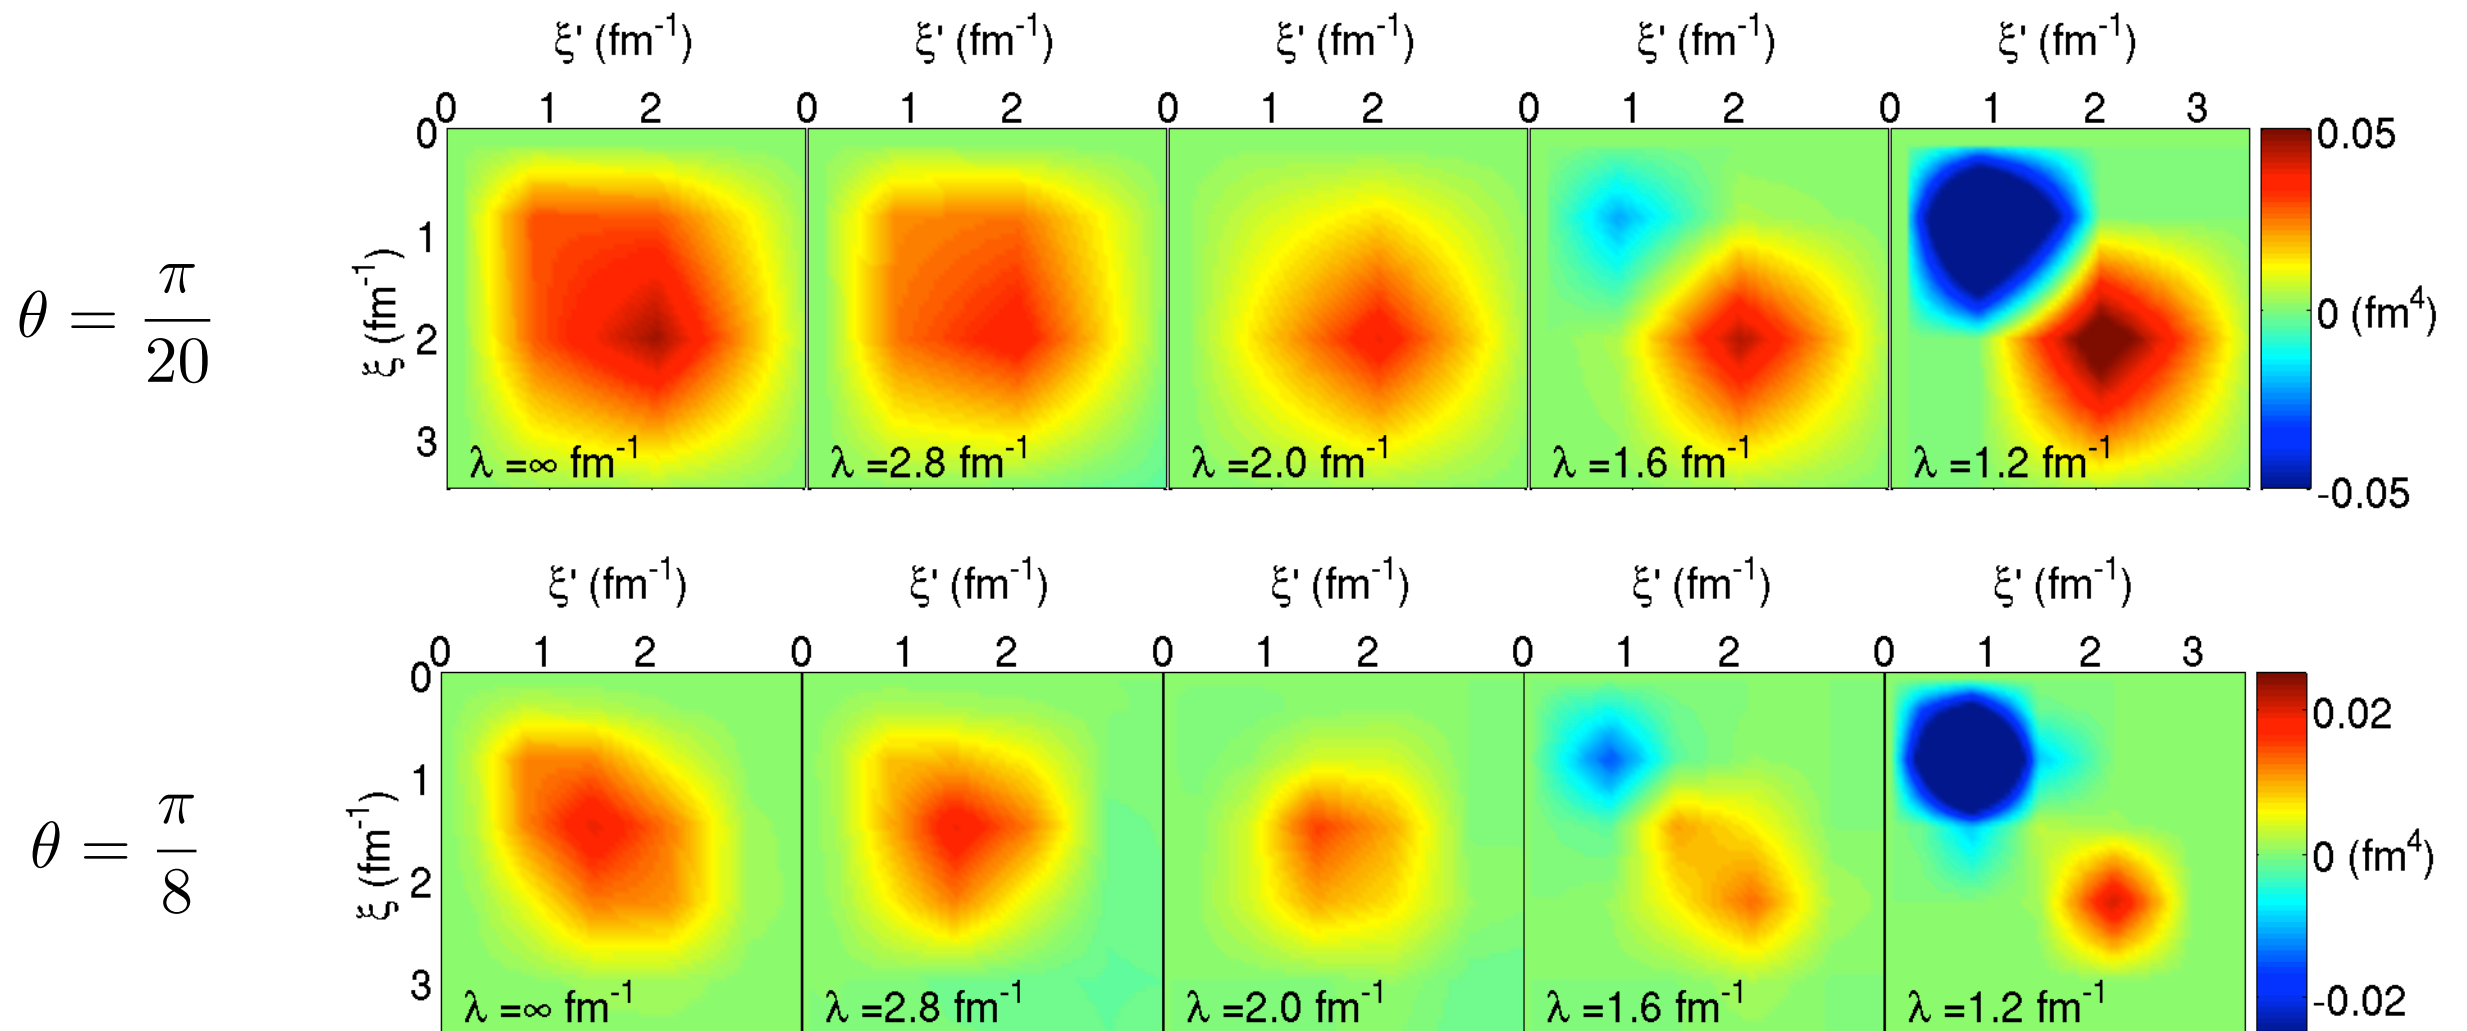 ξ' (fm⁻¹) ξ' (fm⁻¹) ξ' (fm⁻¹) ξ' (fm⁻¹) ξ' (fm⁻¹)
0 1 2 0 1 2 0 1 2 0 1 2 0 1 2 3
θ = π/20
ξ (fm⁻¹)
0
1
2
3
λ =∞ fm⁻¹ λ =2.8 fm⁻¹ λ =2.0 fm⁻¹ λ =1.6 fm⁻¹ λ =1.2 fm⁻¹
0.05
0 (fm⁴)
-0.05
ξ' (fm⁻¹) ξ' (fm⁻¹) ξ' (fm⁻¹) ξ' (fm⁻¹) ξ' (fm⁻¹)
0 1 2 0 1 2 0 1 2 0 1 2 0 1 2 3
θ = π/8
ξ (fm⁻¹)
0
1
2
3
λ =∞ fm⁻¹ λ =2.8 fm⁻¹ λ =2.0 fm⁻¹ λ =1.6 fm⁻¹ λ =1.2 fm⁻¹
0.02
0 (fm⁴)
-0.02